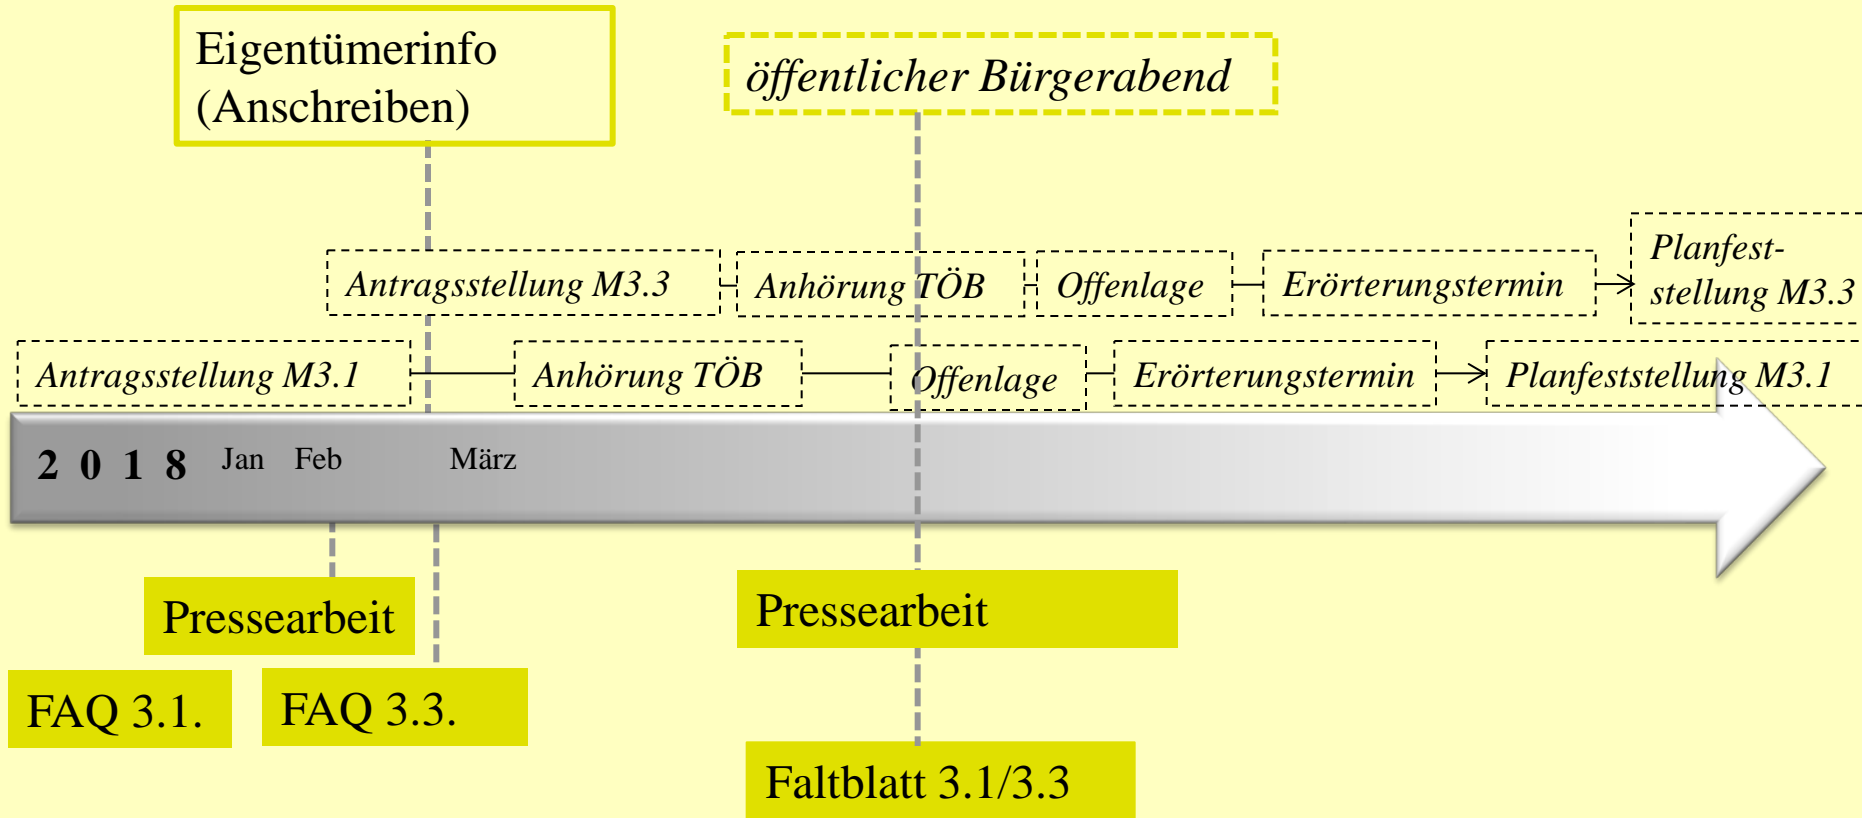 Eigentümerinfo
(Anschreiben)
öffentlicher Bürgerabend
Antragsstellung M3.3
Anhörung TÖB
Offenlage
Erörterungstermin
Planfest-
stellung M3.3
Antragsstellung M3.1
Anhörung TÖB
Offenlage
Erörterungstermin
Planfeststellung M3.1
2 0 1 8 Jan Feb März
Pressearbeit
Pressearbeit
FAQ 3.1.
FAQ 3.3.
Faltblatt 3.1/3.3